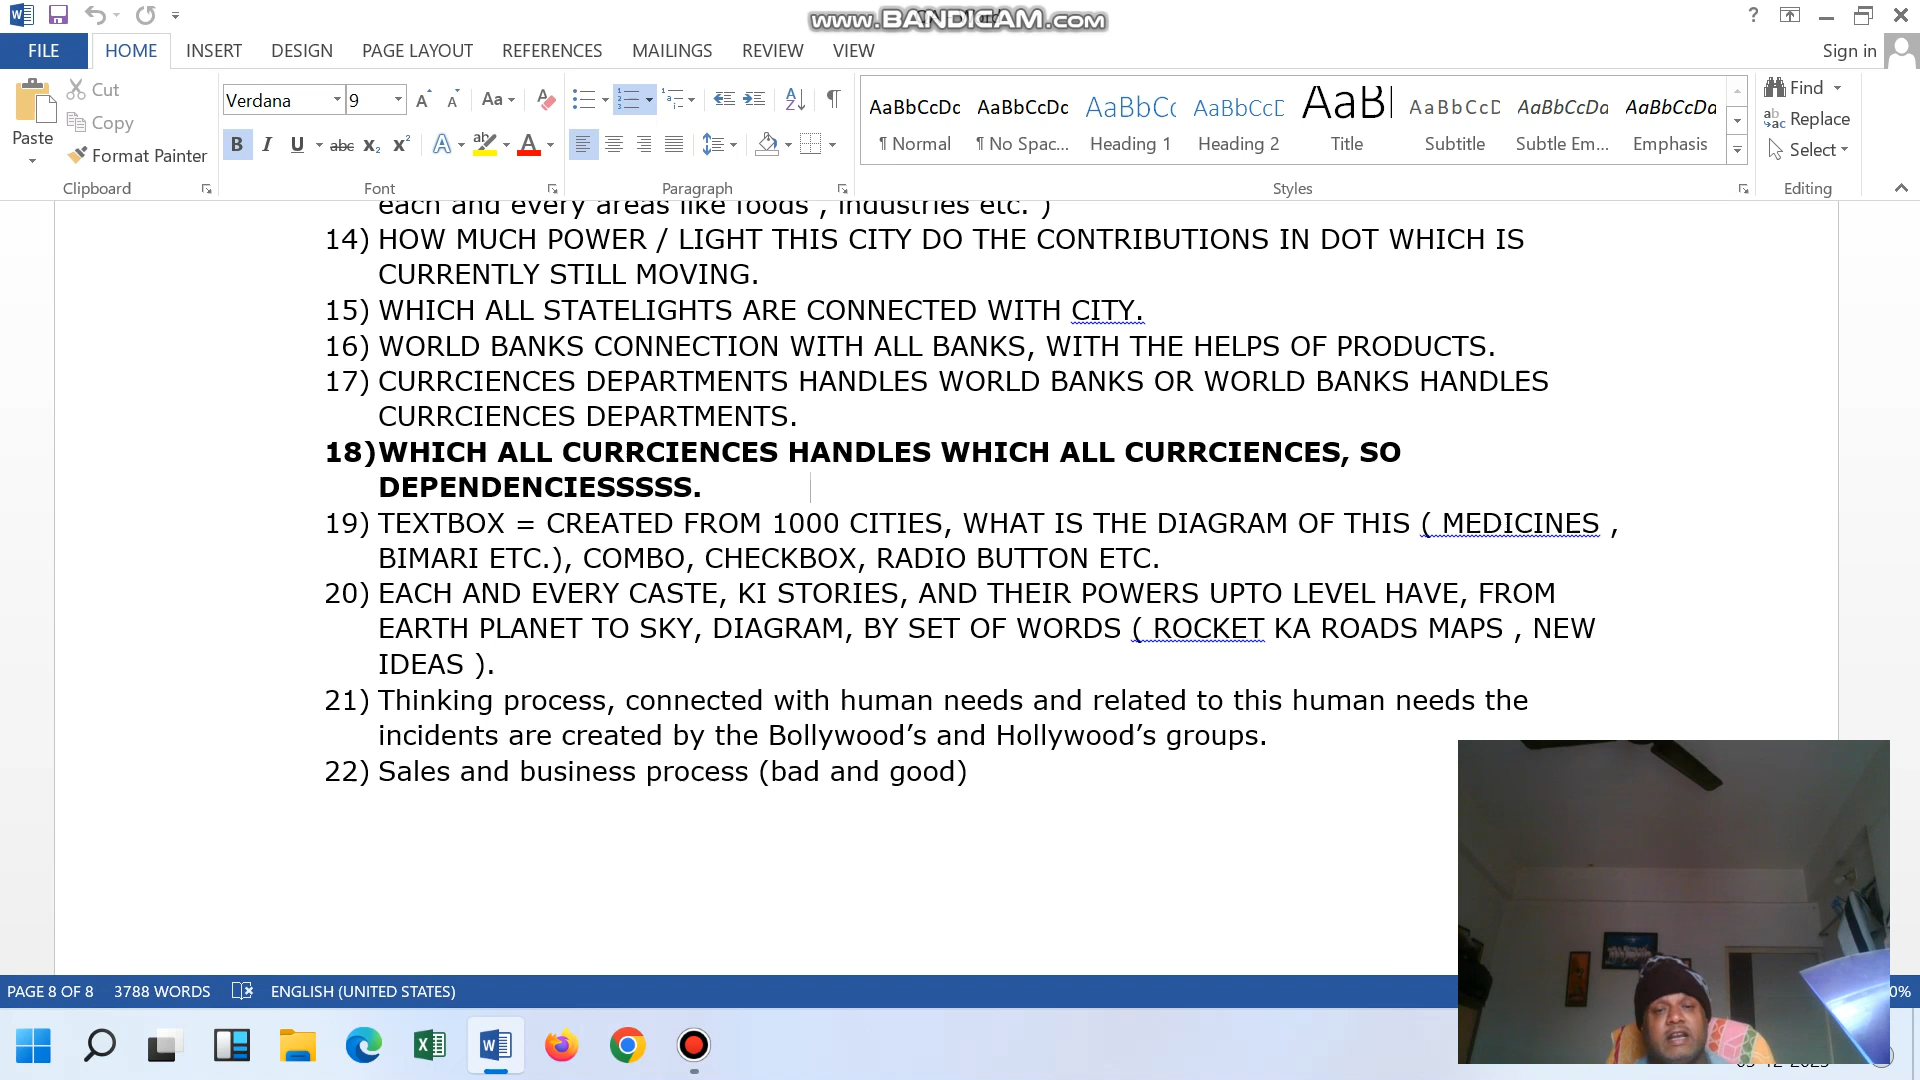 www.BANDICAM.com
FILE HOME INSERT DESIGN PAGE LAYOUT REFERENCES MAILINGS REVIEW VIEW Sign in
Paste Cut Copy Format Painter
Verdana 9
AaBbCcDc AaBbCcDc AaBbCc AaBbCcD AaBl AaBbCcD AaBbCcDa AaBbCcDa
¶ Normal ¶ No Spac... Heading 1 Heading 2 Title Subtitle Subtle Em... Emphasis
Find Replace Select
Clipboard Font Paragraph Styles Editing
each and every areas like foods , industries etc. )
14) HOW MUCH POWER / LIGHT THIS CITY DO THE CONTRIBUTIONS IN DOT WHICH IS
CURRENTLY STILL MOVING.
15) WHICH ALL STATELIGHTS ARE CONNECTED WITH CITY.
16) WORLD BANKS CONNECTION WITH ALL BANKS, WITH THE HELPS OF PRODUCTS.
17) CURRCIENCES DEPARTMENTS HANDLES WORLD BANKS OR WORLD BANKS HANDLES
CURRCIENCES DEPARTMENTS.
18) WHICH ALL CURRCIENCES HANDLES WHICH ALL CURRCIENCES, SO
DEPENDENCIESSSSS.
19) TEXTBOX = CREATED FROM 1000 CITIES, WHAT IS THE DIAGRAM OF THIS ( MEDICINES ,
BIMARI ETC.), COMBO, CHECKBOX, RADIO BUTTON ETC.
20) EACH AND EVERY CASTE, KI STORIES, AND THEIR POWERS UPTO LEVEL HAVE, FROM
EARTH PLANET TO SKY, DIAGRAM, BY SET OF WORDS ( ROCKET KA ROADS MAPS , NEW
IDEAS ).
21) Thinking process, connected with human needs and related to this human needs the
incidents are created by the Bollywood’s and Hollywood’s groups.
22) Sales and business process (bad and good)
PAGE 8 OF 8 3788 WORDS ENGLISH (UNITED STATES)